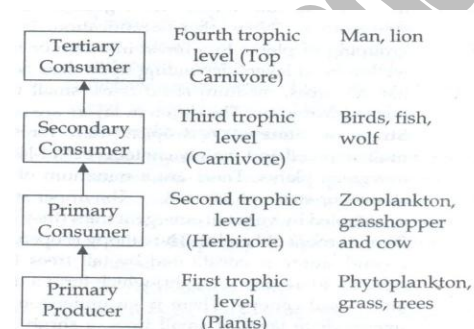 Tertiary
Consumer
Fourth trophic
level (Top
Carnivore)
Man, lion
Secondary
Consumer
Third trophic
level
(Carnivore)
Birds, fish,
wolf
Primary
Consumer
Second trophic
level
(Herbirore)
Zooplankton,
grasshopper
and cow
Primary
Producer
First trophic
level
(Plants)
Phytoplankton,
grass, trees